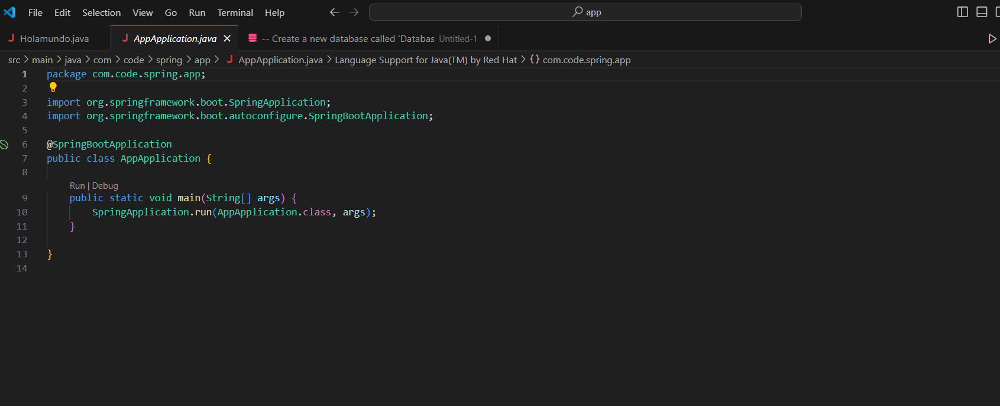 File Edit Selection View Go Run Terminal Help app
Holamundo.java AppApplication.java -- Create a new database called 'Databas Untitled-1
src > main > java > com > code > spring > app > AppApplication.java > Language Support for Java(TM) by Red Hat > {} com.code.spring.app
1 package com.code.spring.app;
2
3 import org.springframework.boot.SpringApplication;
4 import org.springframework.boot.autoconfigure.SpringBootApplication;
5
6 @SpringBootApplication
7 public class AppApplication {
8
Run | Debug
9 public static void main(String[] args) {
10 SpringApplication.run(AppApplication.class, args);
11 }
12
13 }
14